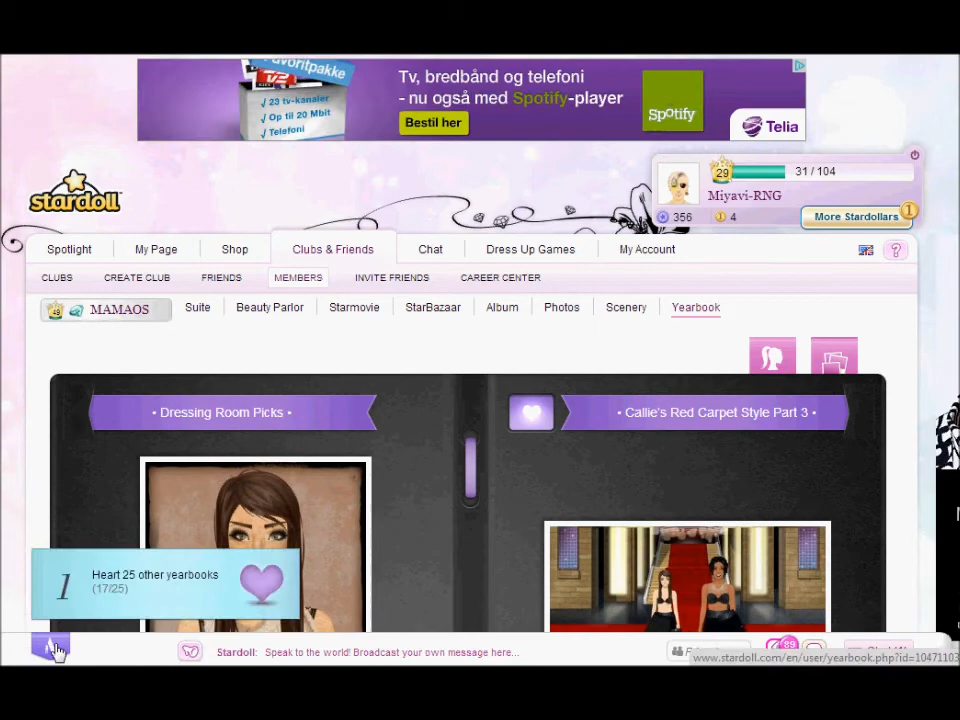 Favoritpakke
TV2
√ 23 tv-kanaler
√ Op til 20 Mbit
√ Telefoni
Tv, bredbånd og telefoni
- nu også med Spotify-player
Bestil her
Spotify
Telia
stardoll
29
31 / 104
Miyavi-RNG
356
4
More Stardollars
1
Spotlight
My Page
Shop
Clubs & Friends
Chat
Dress Up Games
My Account
?
CLUBS
CREATE CLUB
FRIENDS
MEMBERS
INVITE FRIENDS
CAREER CENTER
MAMAOS
Suite
Beauty Parlor
Starmovie
StarBazaar
Album
Photos
Scenery
Yearbook
• Dressing Room Picks •
• Callie's Red Carpet Style Part 3 •
1
Heart 25 other yearbooks
(17/25)
Stardoll: Speak to the world! Broadcast your own message here...
89
www.stardoll.com/en/user/yearbook.php?id=10471103